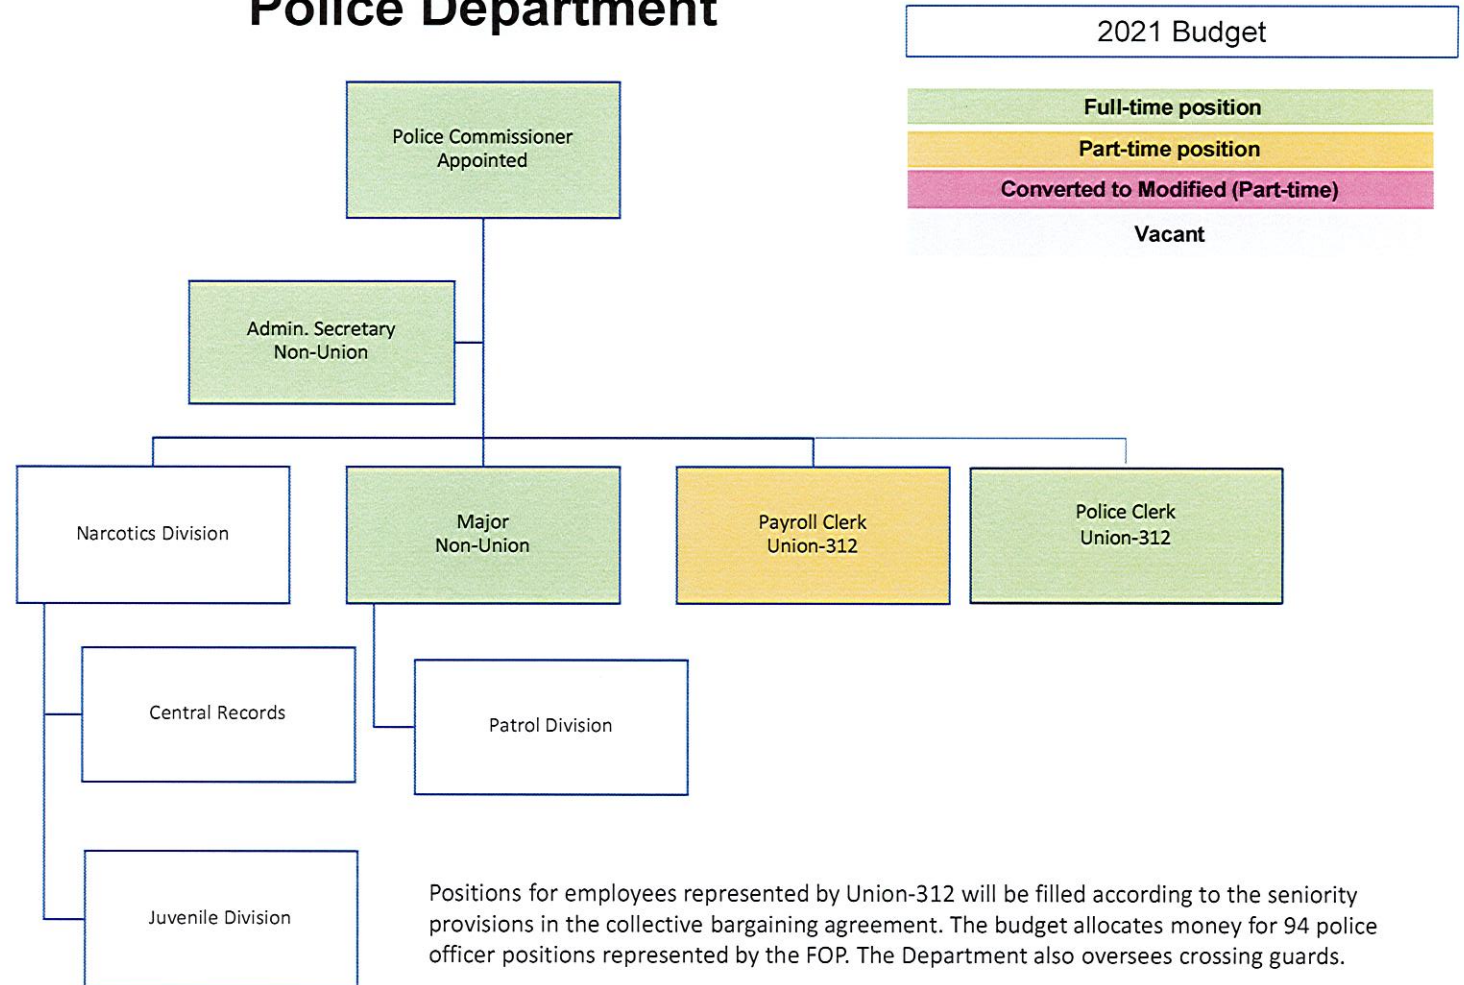 Police Department
2021 Budget
Full-time position
Part-time position
Converted to Modified (Part-time)
Vacant
Police Commissioner
Appointed
Admin. Secretary
Non-Union
Narcotics Division
Major
Non-Union
Payroll Clerk
Union-312
Police Clerk
Union-312
Central Records
Patrol Division
Juvenile Division
Positions for employees represented by Union-312 will be filled according to the seniority
provisions in the collective bargaining agreement. The budget allocates money for 94 police
officer positions represented by the FOP. The Department also oversees crossing guards.